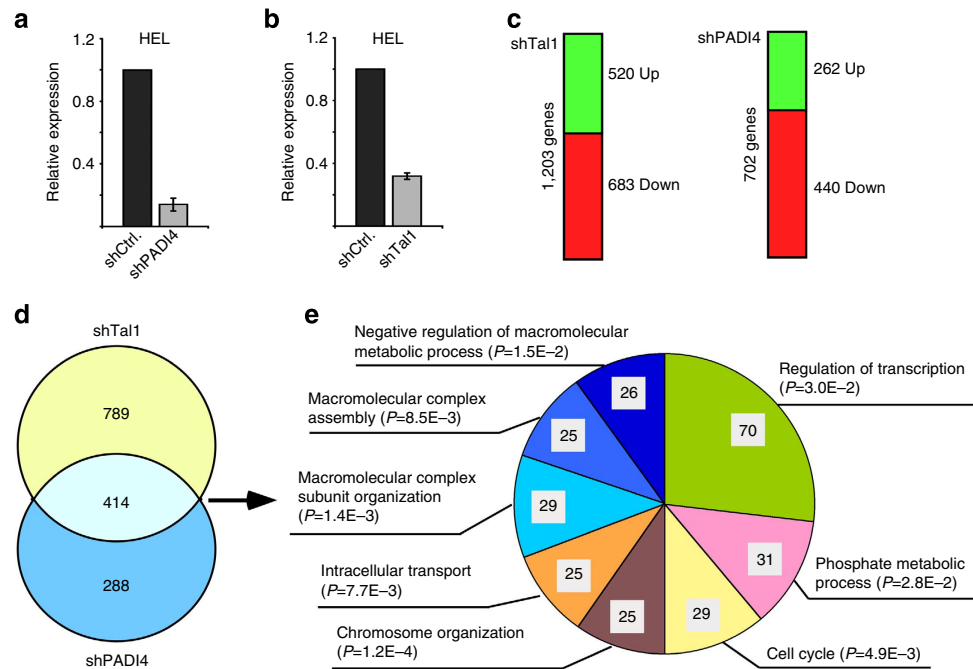 a
HEL
Relative expression
1.2
0.8
0.4
shCtrl.
shPADI4
b
HEL
Relative expression
1.2
0.8
0.4
shCtrl.
shTal1
c
shTal1
1,203 genes
520 Up
683 Down
shPADI4
702 genes
262 Up
440 Down
d
shTal1
789
414
288
shPADI4
e
Negative regulation of macromolecular
metabolic process (P=1.5E–2)
Macromolecular complex
assembly (P=8.5E–3)
Macromolecular complex
subunit organization
(P=1.4E–3)
Intracellular transport
(P=7.7E–3)
Chromosome organization
(P=1.2E–4)
Regulation of transcription
(P=3.0E–2)
Phosphate metabolic
process (P=2.8E–2)
Cell cycle (P=4.9E–3)
26
70
25
29
31
25
25
29